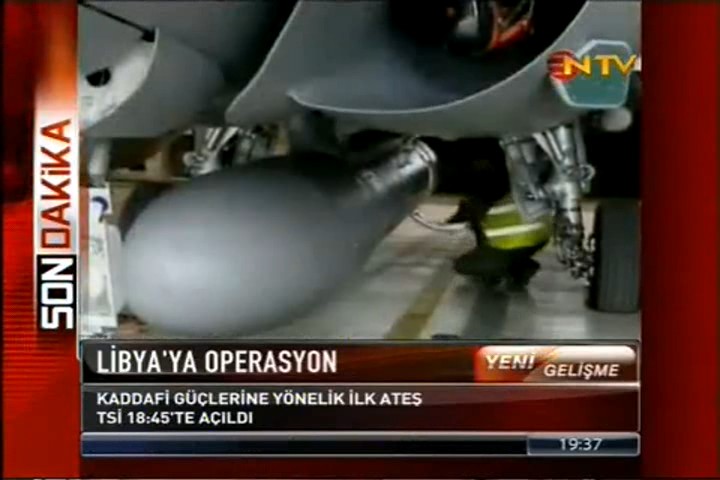 NTV
SON DAKİKA
LİBYA'YA OPERASYON
YENİ GELİŞME
KADDAFİ GÜÇLERİNE YÖNELİK İLK ATEŞ
TSİ 18:45'TE AÇILDI
19:37